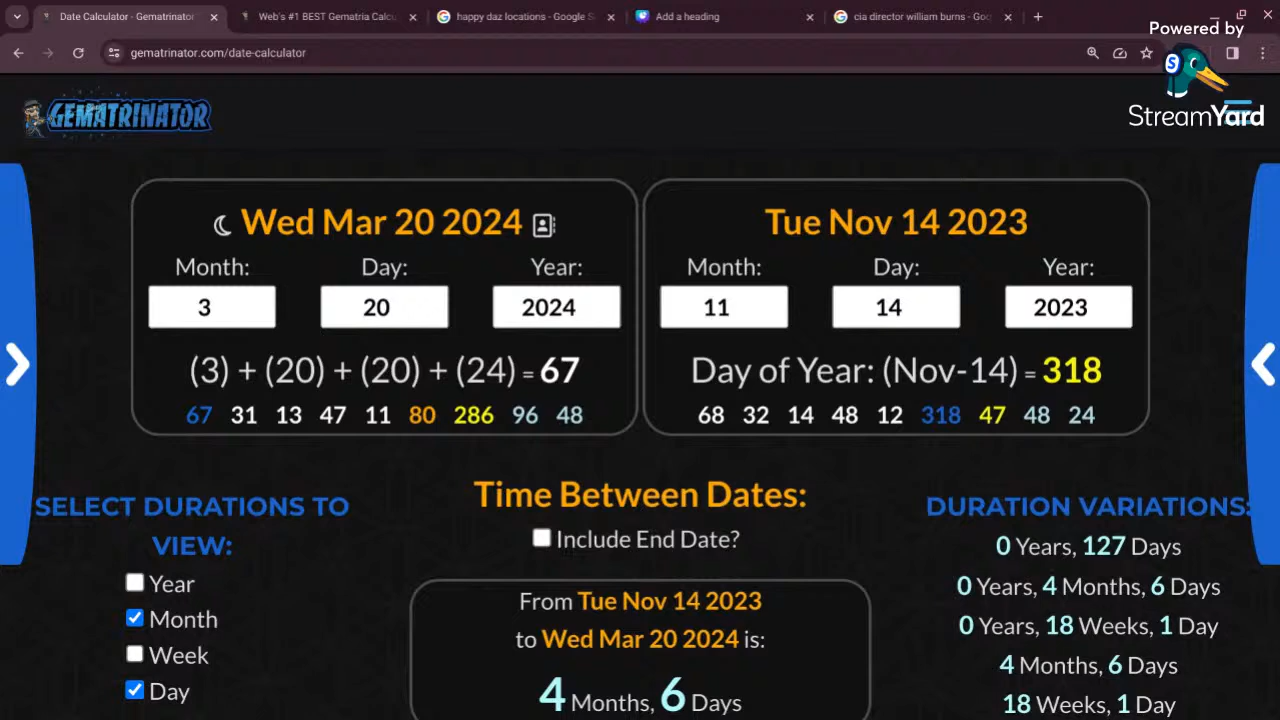 Date Calculator - Gematrinator
Web's #1 BEST Gematria Calcu
happy daz locations - Google S
Add a heading
cia director william burns - Goo
gematrinator.com/date-calculator
Powered by
StreamYard
GEMATRINATOR
Wed Mar 20 2024
Month: Day: Year:
3 20 2024
(3) + (20) + (20) + (24) = 67
67 31 13 47 11 80 286 96 48
Tue Nov 14 2023
Month: Day: Year:
11 14 2023
Day of Year: (Nov-14) = 318
68 32 14 48 12 318 47 48 24
SELECT DURATIONS TO
VIEW:
Year
Month
Week
Day
Time Between Dates:
Include End Date?
From Tue Nov 14 2023
to Wed Mar 20 2024 is:
4 Months, 6 Days
DURATION VARIATIONS:
0 Years, 127 Days
0 Years, 4 Months, 6 Days
0 Years, 18 Weeks, 1 Day
4 Months, 6 Days
18 Weeks, 1 Day